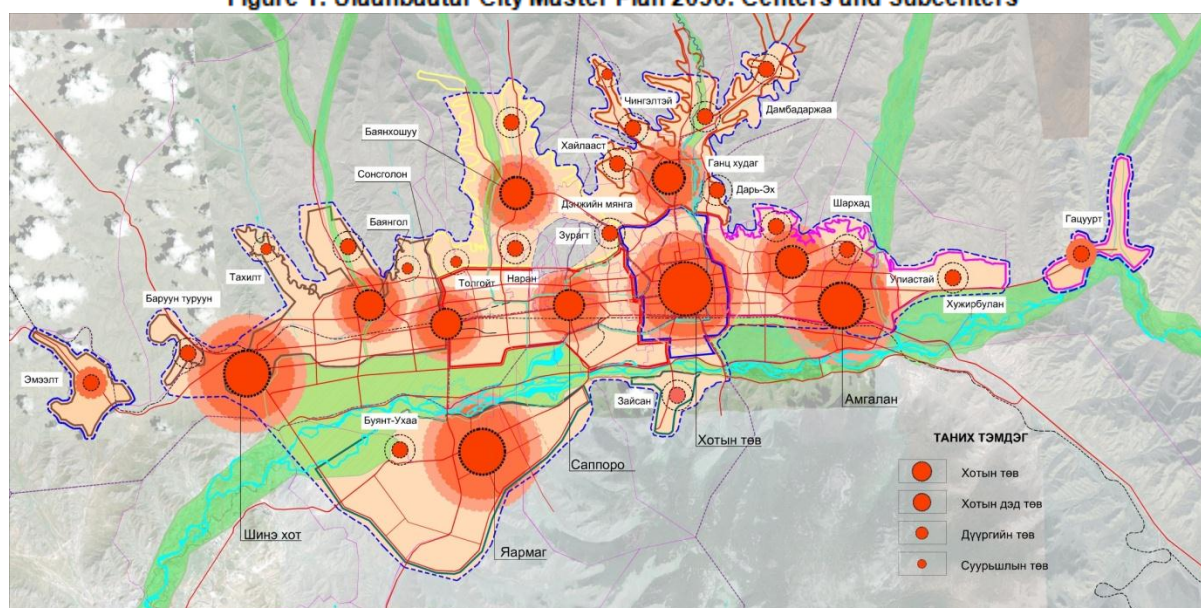 Figure 1: Ulaanbaatar City Master Plan 2030: Centers and Subcenters
Чингэлтэй
Дамбадаржаа
Баянхошуу
Хайлааст
Ганц худаг
Сонсголон
Дарь-Эх
Дэнжийн мянга
Шархад
Баянгол
Зурагт
Гацуурт
Тахилт
Толгойт
Наран
Улиастай
Баруун туруун
Хужирбулан
Эмээлт
Зайсан
Амгалан
Буянт-Ухаа
Хотын төв
Саппоро
Шинэ хот
Яармаг
ТАНИХ ТЭМДЭГ
Хотын төв
Хотын дэд төв
Дүүргийн төв
Суурьшлын төв